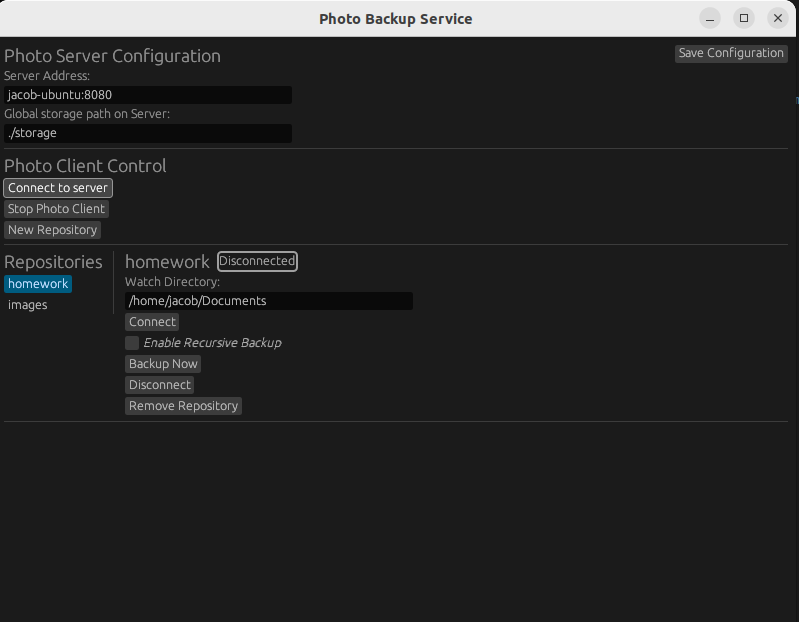 Photo Backup Service
Photo Server Configuration
Save Configuration
Server Address:
jacob-ubuntu:8080
Global storage path on Server:
./storage
Photo Client Control
Connect to server
Stop Photo Client
New Repository
Repositories
homework
images
homework Disconnected
Watch Directory:
/home/jacob/Documents
Connect
Enable Recursive Backup
Backup Now
Disconnect
Remove Repository